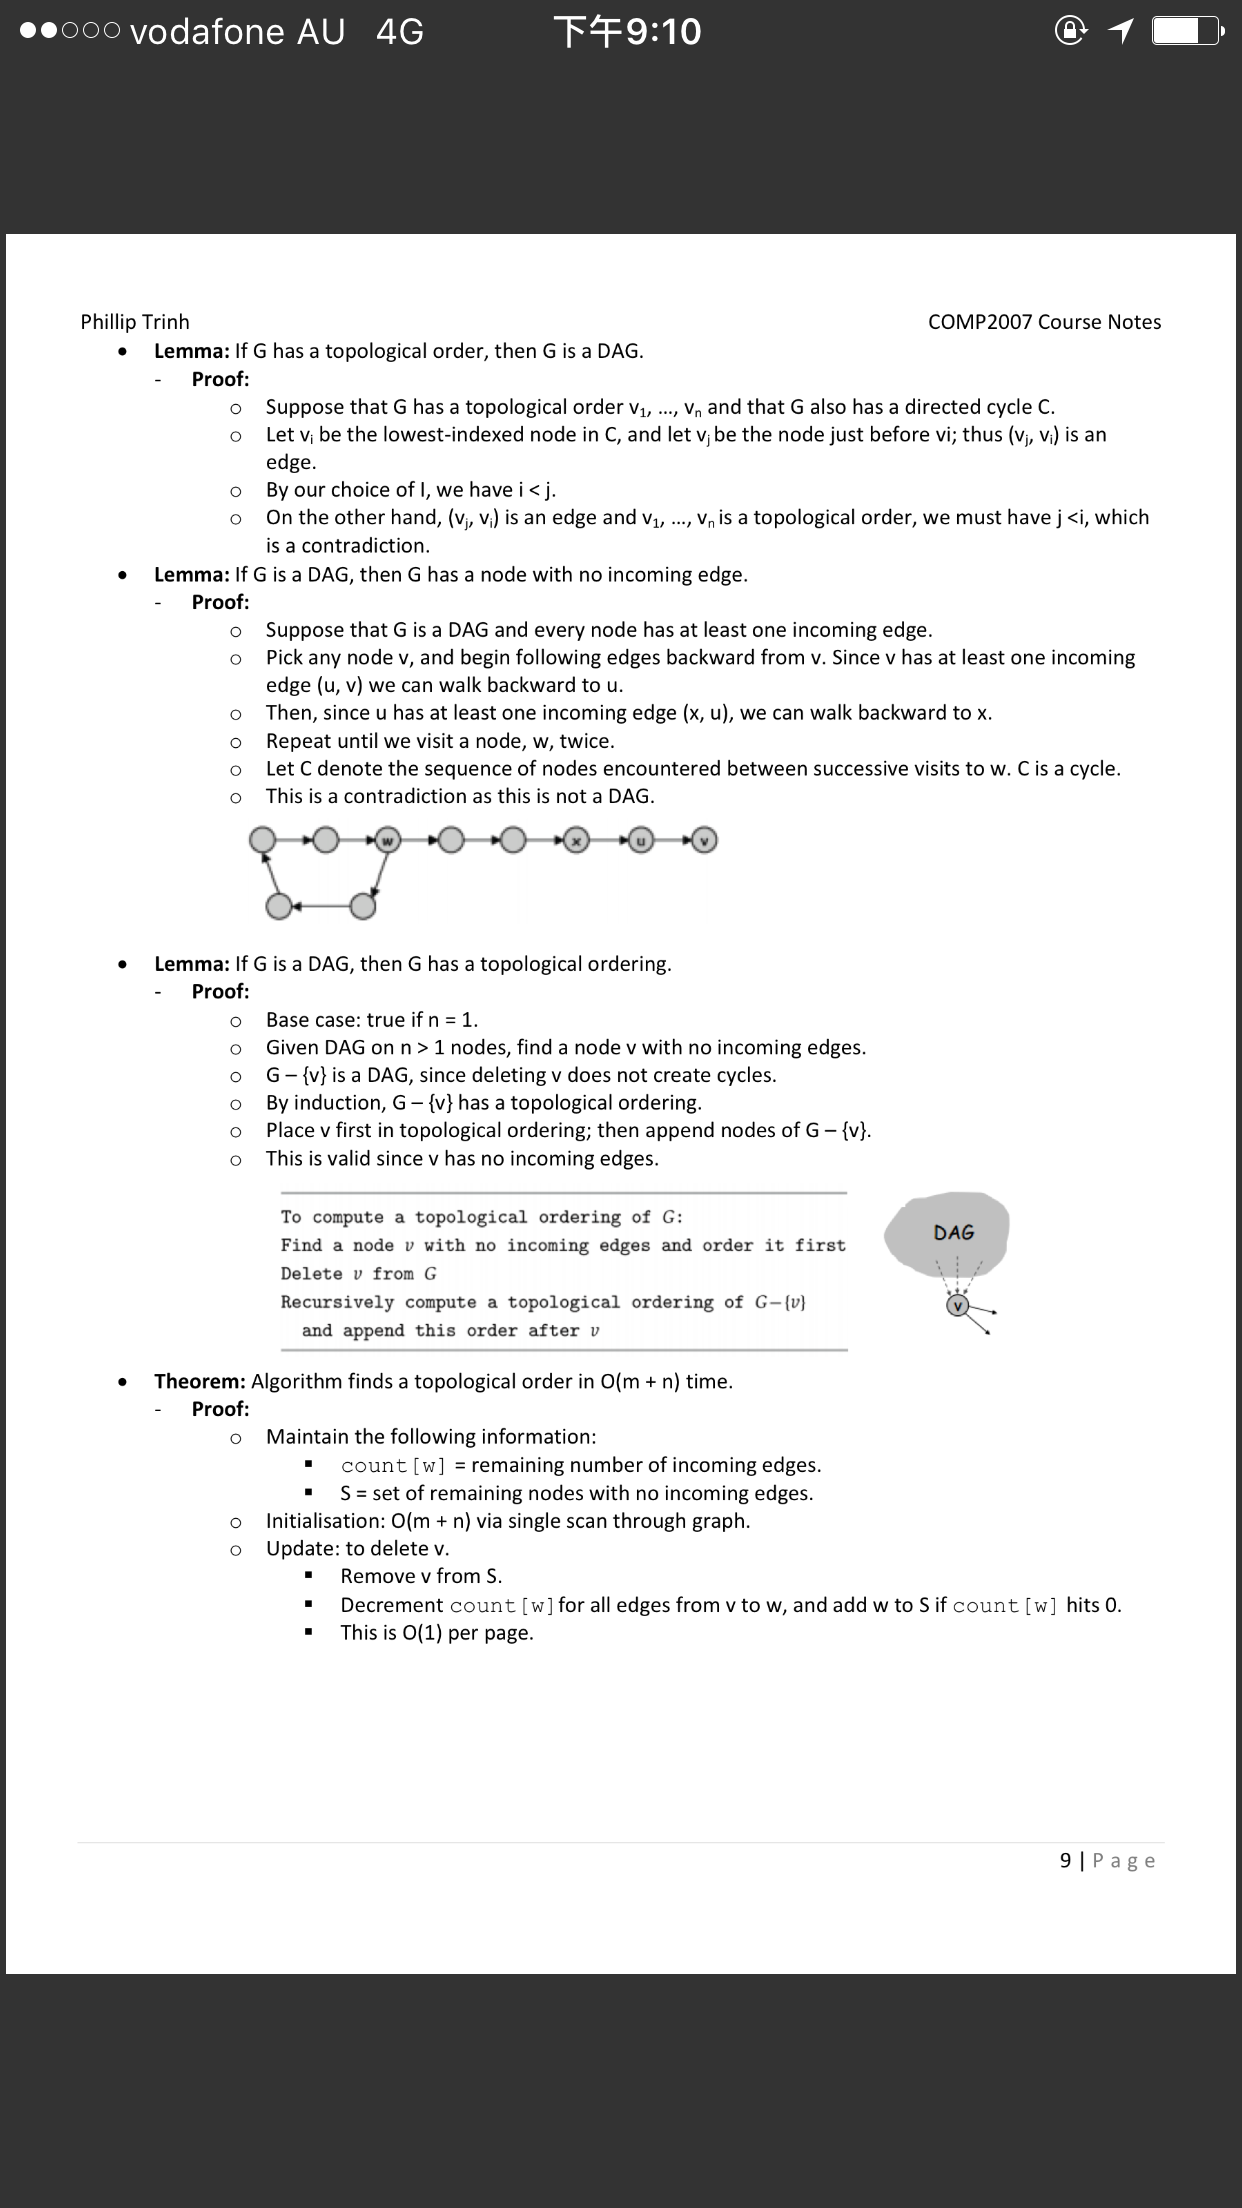 vodafone AU 4G 下午9:10
Phillip Trinh COMP2007 Course Notes
• Lemma: If G has a topological order, then G is a DAG.
- Proof:
o Suppose that G has a topological order v₁, ..., vₙ and that G also has a directed cycle C.
o Let vᵢ be the lowest-indexed node in C, and let vⱼ be the node just before vi; thus (vⱼ, vᵢ) is an
edge.
o By our choice of I, we have i < j.
o On the other hand, (vⱼ, vᵢ) is an edge and v₁, ..., vₙ is a topological order, we must have j <i, which
is a contradiction.
• Lemma: If G is a DAG, then G has a node with no incoming edge.
- Proof:
o Suppose that G is a DAG and every node has at least one incoming edge.
o Pick any node v, and begin following edges backward from v. Since v has at least one incoming
edge (u, v) we can walk backward to u.
o Then, since u has at least one incoming edge (x, u), we can walk backward to x.
o Repeat until we visit a node, w, twice.
o Let C denote the sequence of nodes encountered between successive visits to w. C is a cycle.
o This is a contradiction as this is not a DAG.
w x u v
• Lemma: If G is a DAG, then G has a topological ordering.
- Proof:
o Base case: true if n = 1.
o Given DAG on n > 1 nodes, find a node v with no incoming edges.
o G – {v} is a DAG, since deleting v does not create cycles.
o By induction, G – {v} has a topological ordering.
o Place v first in topological ordering; then append nodes of G – {v}.
o This is valid since v has no incoming edges.
To compute a topological ordering of G:
Find a node v with no incoming edges and order it first
Delete v from G
Recursively compute a topological ordering of G–{v}
and append this order after v
DAG
v
• Theorem: Algorithm finds a topological order in O(m + n) time.
- Proof:
o Maintain the following information:
▪ count[w] = remaining number of incoming edges.
▪ S = set of remaining nodes with no incoming edges.
o Initialisation: O(m + n) via single scan through graph.
o Update: to delete v.
▪ Remove v from S.
▪ Decrement count[w] for all edges from v to w, and add w to S if count[w] hits 0.
▪ This is O(1) per page.
9 | Page